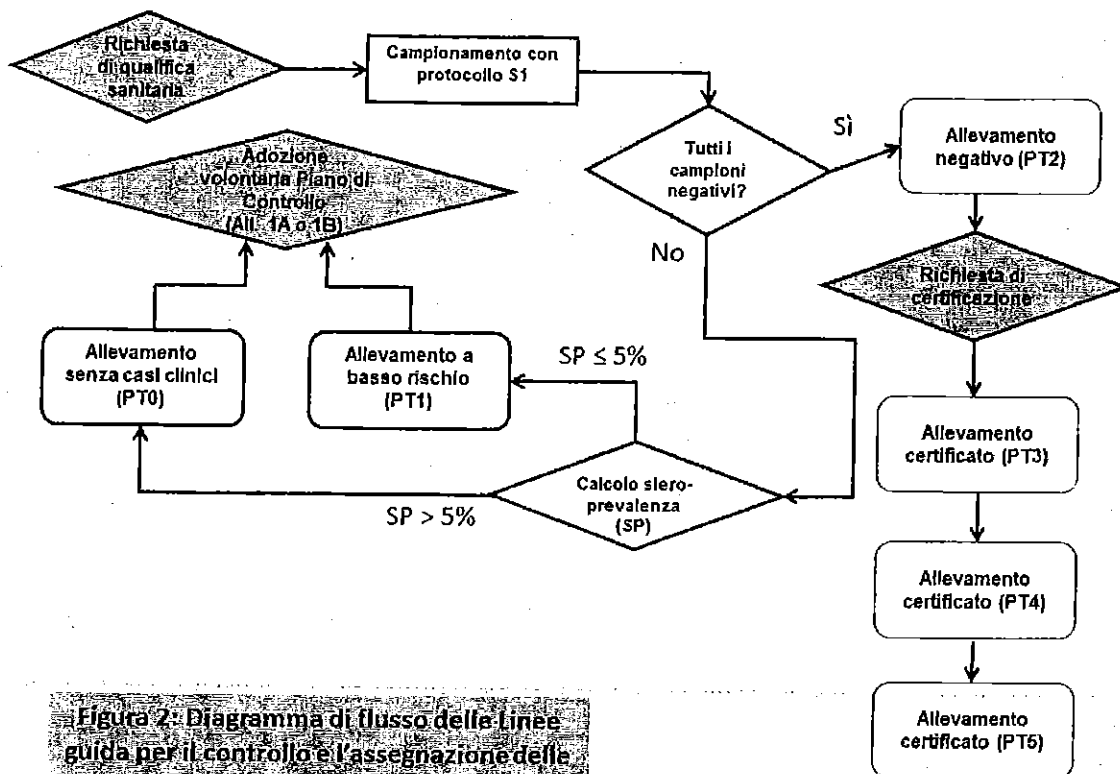 Richiesta
di qualifica
sanitaria
Campionamento con
protocollo S1
Tutti i
campioni
negativi?
Sì
No
Allevamento
negativo (PT2)
Adozione
volontaria Piano di
Controllo
(All. 1A o 1B)
Richiesta di
certificazione
Allevamento
senza casi clinici
(PT0)
Allevamento a
basso rischio
(PT1)
SP ≤ 5%
Allevamento
certificato (PT3)
Calcolo siero-
prevalenza
(SP)
SP > 5%
Allevamento
certificato (PT4)
Allevamento
certificato (PT5)
Figura 2: Diagramma di flusso delle Linee
guida per il controllo e l'assegnazione delle